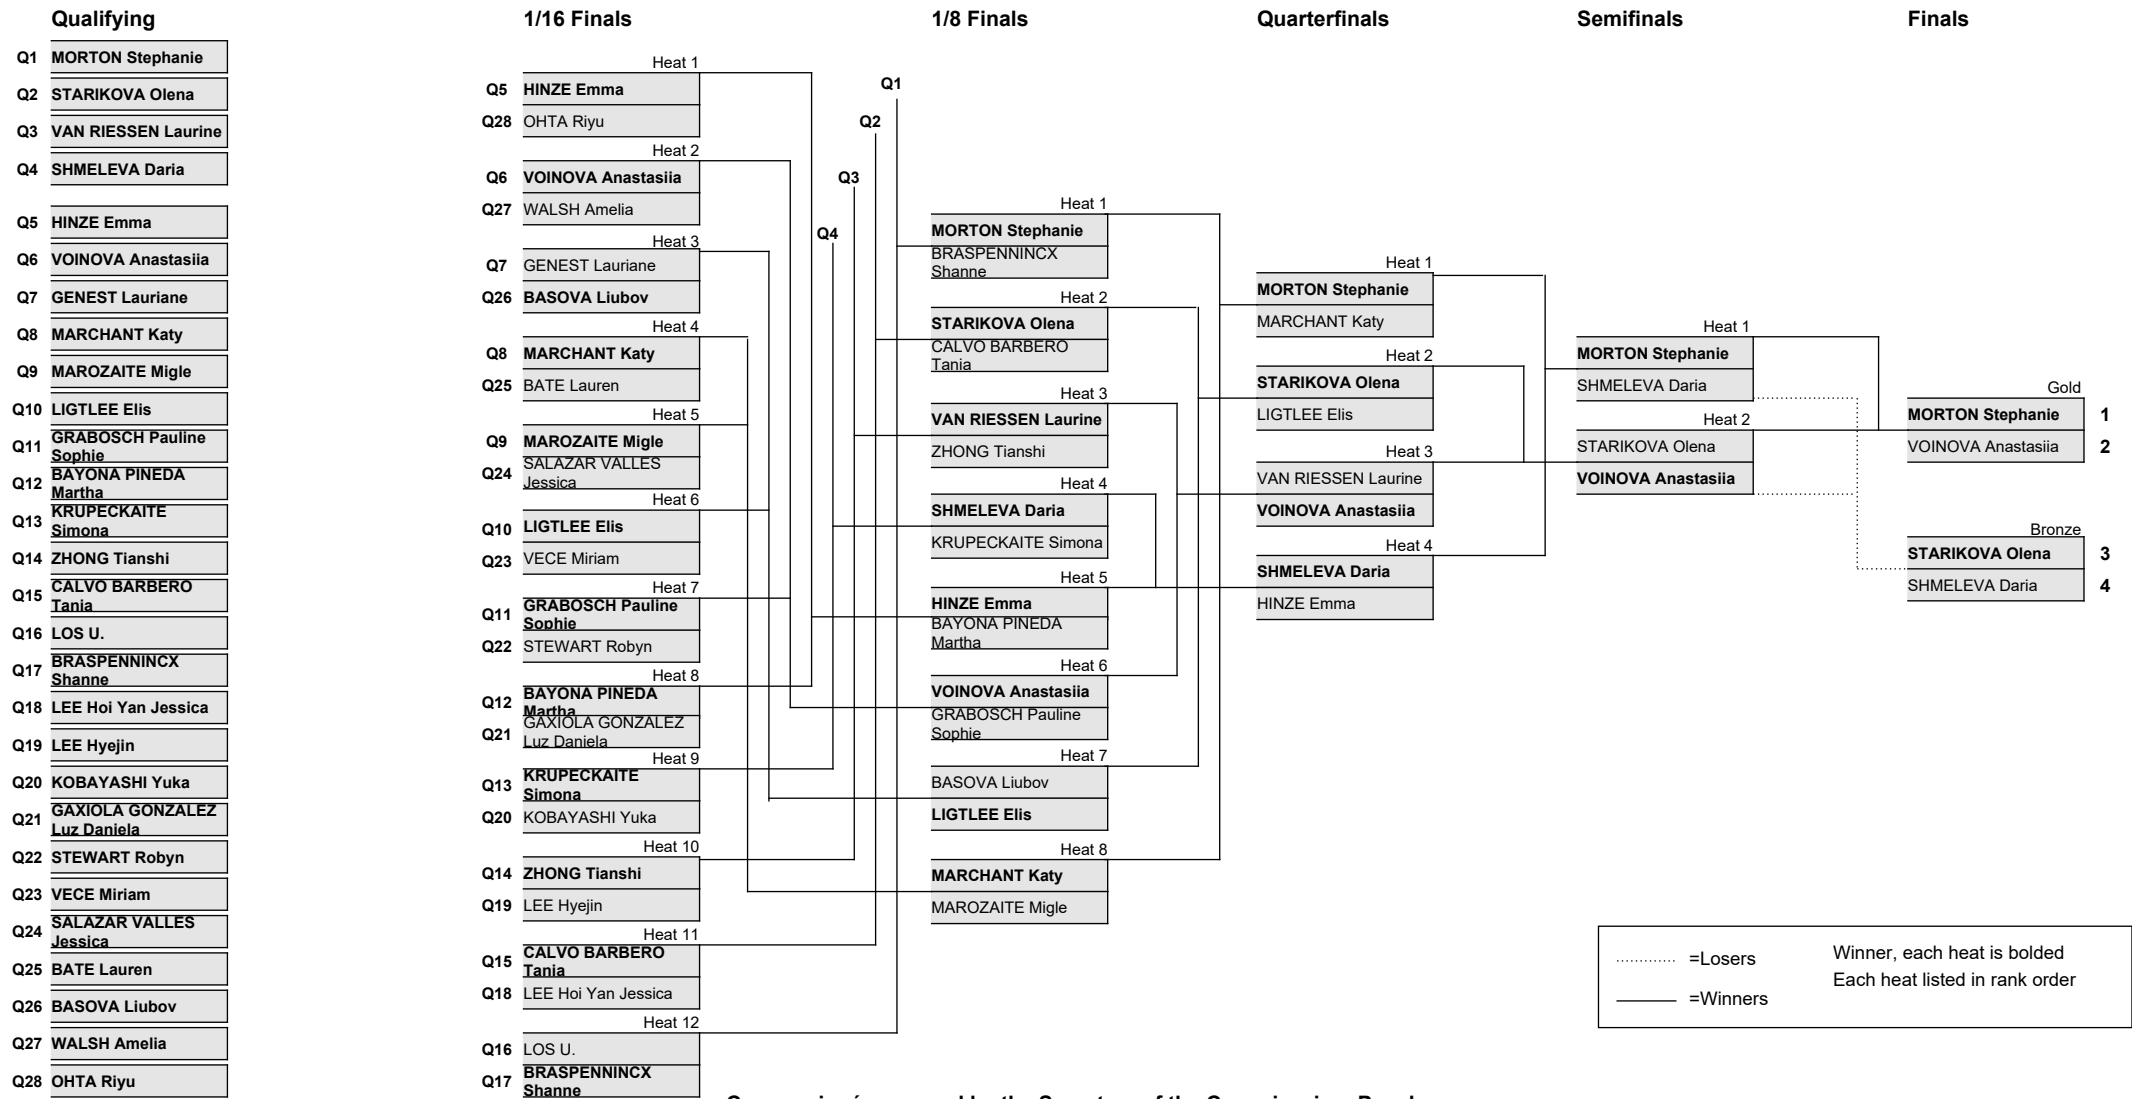 Qualifying
1/16 Finals
1/8 Finals
Quarterfinals
Semifinals
Finals
Q1 MORTON Stephanie
Q2 STARIKOVA Olena
Q3 VAN RIESSEN Laurine
Q4 SHMELEVA Daria
Q5 HINZE Emma
Q6 VOINOVA Anastasiia
Q7 GENEST Lauriane
Q8 MARCHANT Katy
Q9 MAROZAITE Migle
Q10 LIGTLEE Elis
Q11 GRABOSCH Pauline
Sophie
Q12 BAYONA PINEDA
Martha
Q13 KRUPECKAITE
Simona
Q14 ZHONG Tianshi
Q15 CALVO BARBERO
Tania
Q16 LOS U.
Q17 BRASPENNINCX
Shanne
Q18 LEE Hoi Yan Jessica
Q19 LEE Hyejin
Q20 KOBAYASHI Yuka
Q21 GAXIOLA GONZALEZ
Luz Daniela
Q22 STEWART Robyn
Q23 VECE Miriam
Q24 SALAZAR VALLES
Jessica
Q25 BATE Lauren
Q26 BASOVA Liubov
Q27 WALSH Amelia
Q28 OHTA Riyu
Heat 1
Q5 HINZE Emma
Q28 OHTA Riyu
Heat 2
Q6 VOINOVA Anastasiia
Q27 WALSH Amelia
Heat 3
Q7 GENEST Lauriane
Q26 BASOVA Liubov
Heat 4
Q8 MARCHANT Katy
Q25 BATE Lauren
Heat 5
Q9 MAROZAITE Migle
Q24 SALAZAR VALLES
Jessica
Heat 6
Q10 LIGTLEE Elis
Q23 VECE Miriam
Heat 7
Q11 GRABOSCH Pauline
Sophie
Q22 STEWART Robyn
Heat 8
Q12 BAYONA PINEDA
Martha
Q21 GAXIOLA GONZALEZ
Luz Daniela
Heat 9
Q13 KRUPECKAITE
Simona
Q20 KOBAYASHI Yuka
Heat 10
Q14 ZHONG Tianshi
Q19 LEE Hyejin
Heat 11
Q15 CALVO BARBERO
Tania
Q18 LEE Hoi Yan Jessica
Heat 12
Q16 LOS U.
Q17 BRASPENNINCX
Shanne
Q1
Q2
Q3
Q4
Heat 1
MORTON Stephanie
BRASPENNINCX
Shanne
Heat 2
STARIKOVA Olena
CALVO BARBERO
Tania
Heat 3
VAN RIESSEN Laurine
ZHONG Tianshi
Heat 4
SHMELEVA Daria
KRUPECKAITE Simona
Heat 5
HINZE Emma
BAYONA PINEDA
Martha
Heat 6
VOINOVA Anastasiia
GRABOSCH Pauline
Sophie
Heat 7
BASOVA Liubov
LIGTLEE Elis
Heat 8
MARCHANT Katy
MAROZAITE Migle
Heat 1
MORTON Stephanie
MARCHANT Katy
Heat 2
STARIKOVA Olena
LIGTLEE Elis
Heat 3
VAN RIESSEN Laurine
VOINOVA Anastasiia
Heat 4
SHMELEVA Daria
HINZE Emma
Heat 1
MORTON Stephanie
SHMELEVA Daria
Heat 2
STARIKOVA Olena
VOINOVA Anastasiia
Gold
MORTON Stephanie 1
VOINOVA Anastasiia 2
Bronze
STARIKOVA Olena 3
SHMELEVA Daria 4
=Losers
=Winners
Winner, each heat is bolded
Each heat listed in rank order